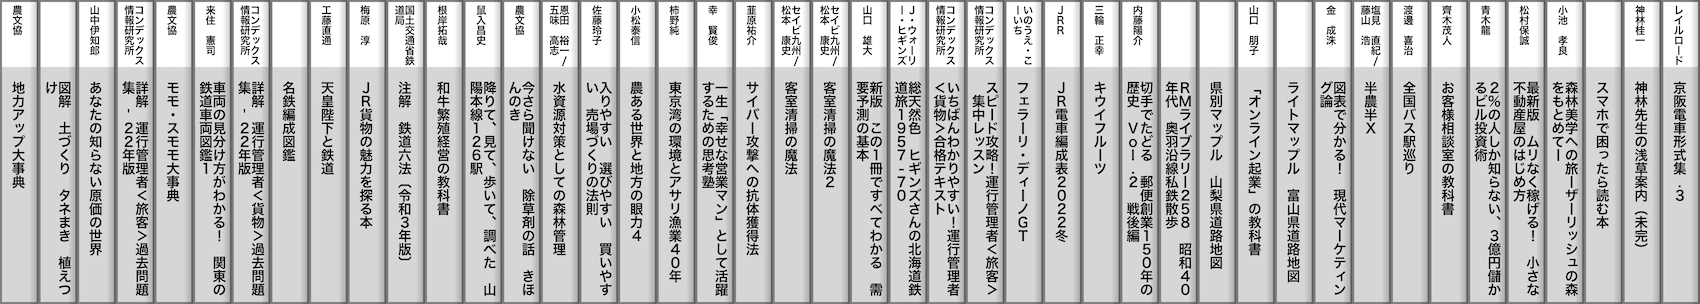 レイルロード
京阪電車形式集．3
神林桂一
神林先生の浅草案内（未完）
スマホで困ったら読む本
小池　孝良
森林美学への旅ーザーリッシュの森
をもとめてー
松村保誠
最新版　ムリなく稼げる！　小さな
不動産屋のはじめ方
青木龍
2％の人しか知らない、3億円儲か
るビル投資術
齊木茂人
お客様相談室の教科書
渡邊　喜治
全国バス駅巡り
塩見　直紀/
藤山　浩
半農半X
金　成洙
図表で分かる！　現代マーケティン
グ論
ライトマップル　富山県道路地図
山口　朋子
「オンライン起業」の教科書
県別マップル　山梨県道路地図
RMライブラリー258　昭和40
年代　奥羽沿線私鉄散歩
内藤陽介
切手でたどる　郵便創業150年の
歴史　Vol．2　戦後編
三輪　正幸
キウイフルーツ
JRR
JR電車編成表2022冬
いのうえ・こ
ーいち
フェラーリ・ディーノGT
コンデックス
情報研究所
スピード攻略！運行管理者＜旅客＞
集中レッスン
コンデックス
情報研究所
いちばんわかりやすい！運行管理者
＜貨物＞合格テキスト
J・ウォーリ
ー・ヒギンズ
総天然色　ヒギンズさんの北海道鉄
道旅1957-70
山口　雄大
新版　この1冊ですべてわかる　需
要予測の基本
セイビ九州/
松本　康史
客室清掃の魔法2
セイビ九州/
松本　康史
客室清掃の魔法
韮原祐介
サイバー攻撃への抗体獲得法
幸　賢俊
一生「幸せな営業マン」として活躍
するための思考塾
柿野純
東京湾の環境とアサリ漁業40年
小松泰信
農ある世界と地方の眼力4
佐藤玲子
入りやすい　選びやすい　買いやす
い　売場づくりの法則
恩田　裕一/
五味　高志
水資源対策としての森林管理
農文協
今さら聞けない　除草剤の話　きほ
んのき
鼠入昌史
降りて、見て、歩いて、調べた　山
陽本線126駅
根岸拓哉
和牛繁殖経営の教科書
国土交通省鉄
道局
注解　鉄道六法（令和3年版）
梅原　淳
JR貨物の魅力を探る本
工藤直通
天皇陛下と鉄道
名鉄編成図鑑
コンデックス
情報研究所
詳解　運行管理者＜貨物＞過去問題
集　-　22年版
来住　憲司
車両の見分け方がわかる！　関東の
鉄道車両図鑑1
農文協
モモ・スモモ大事典
コンデックス
情報研究所
詳解　運行管理者＜旅客＞過去問題
集　-　22年版
山中伊知郎
あなたの知らない原価の世界
図解　土づくり　タネまき　植えつ
け
農文協
地力アップ大事典